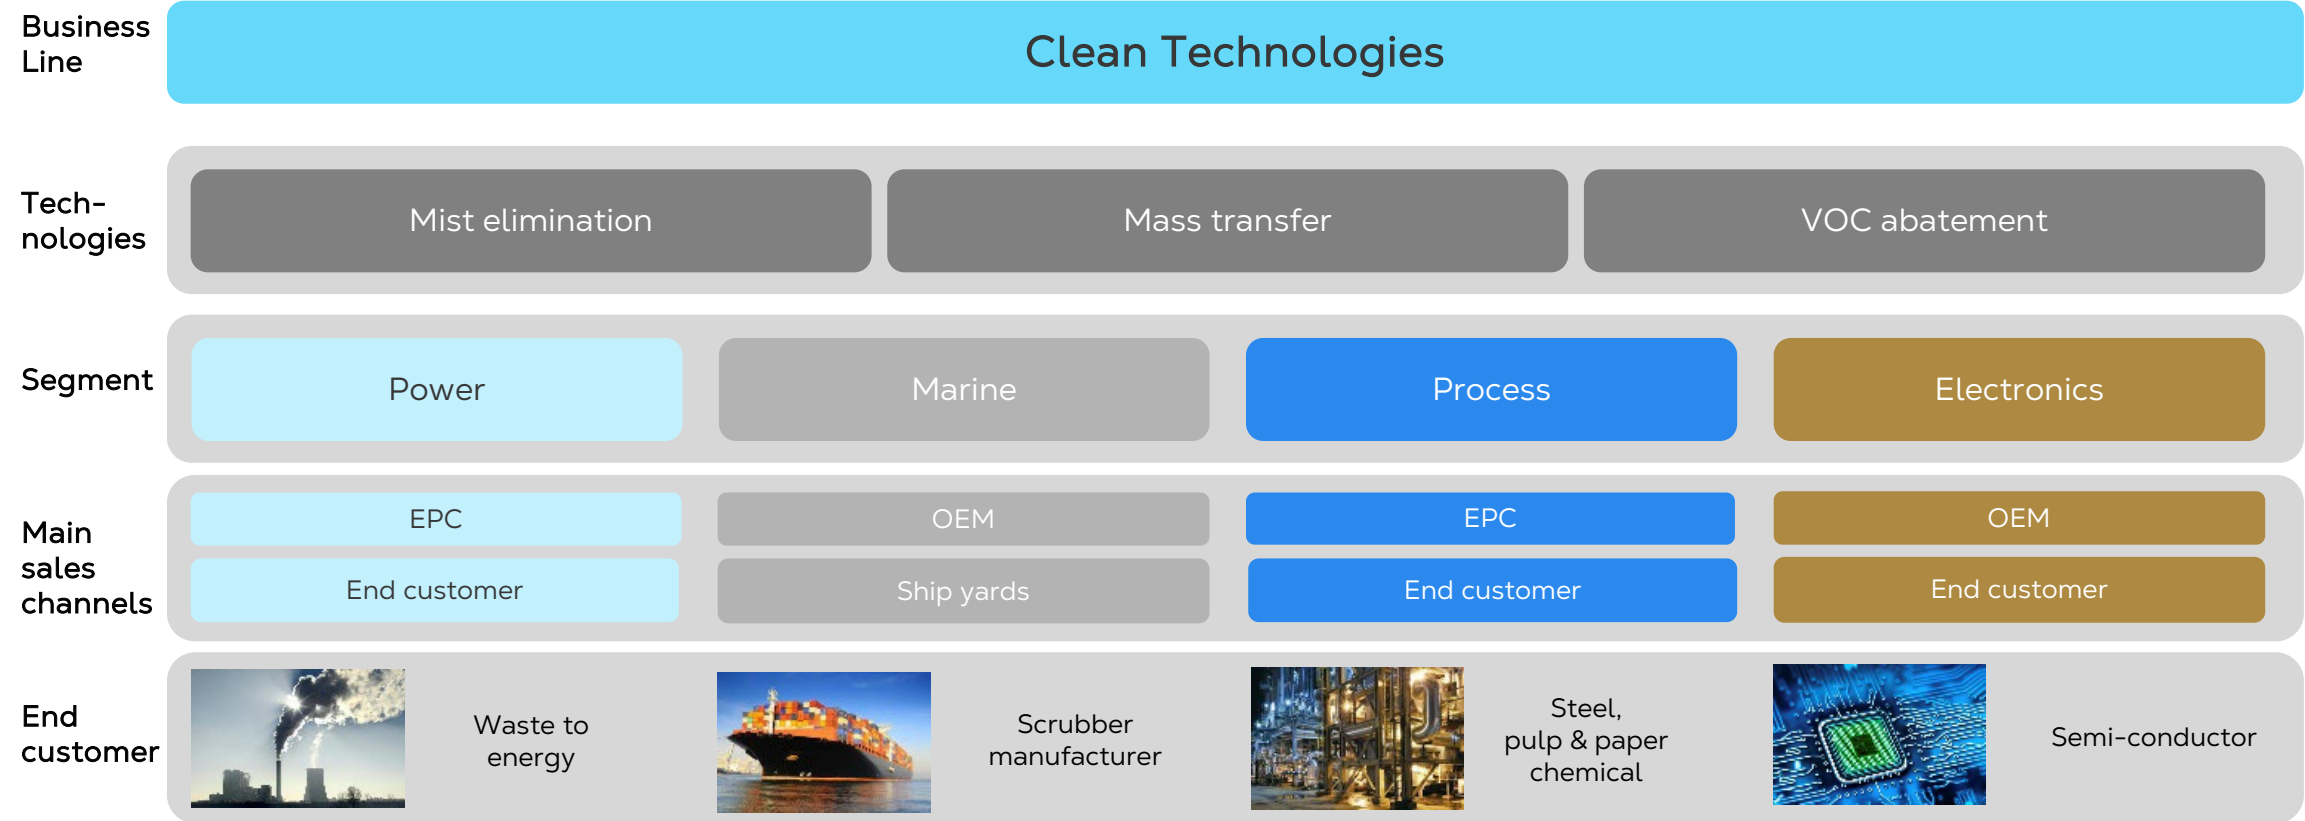 Business
Line
Clean Technologies
Tech-
nologies
Mist elimination
Mass transfer
VOC abatement
Segment
Power
Marine
Process
Electronics
Main
sales
channels
EPC
OEM
EPC
OEM
End customer
Ship yards
End customer
End customer
End
customer
Waste to
energy
Scrubber
manufacturer
Steel,
pulp & paper
chemical
Semi-conductor